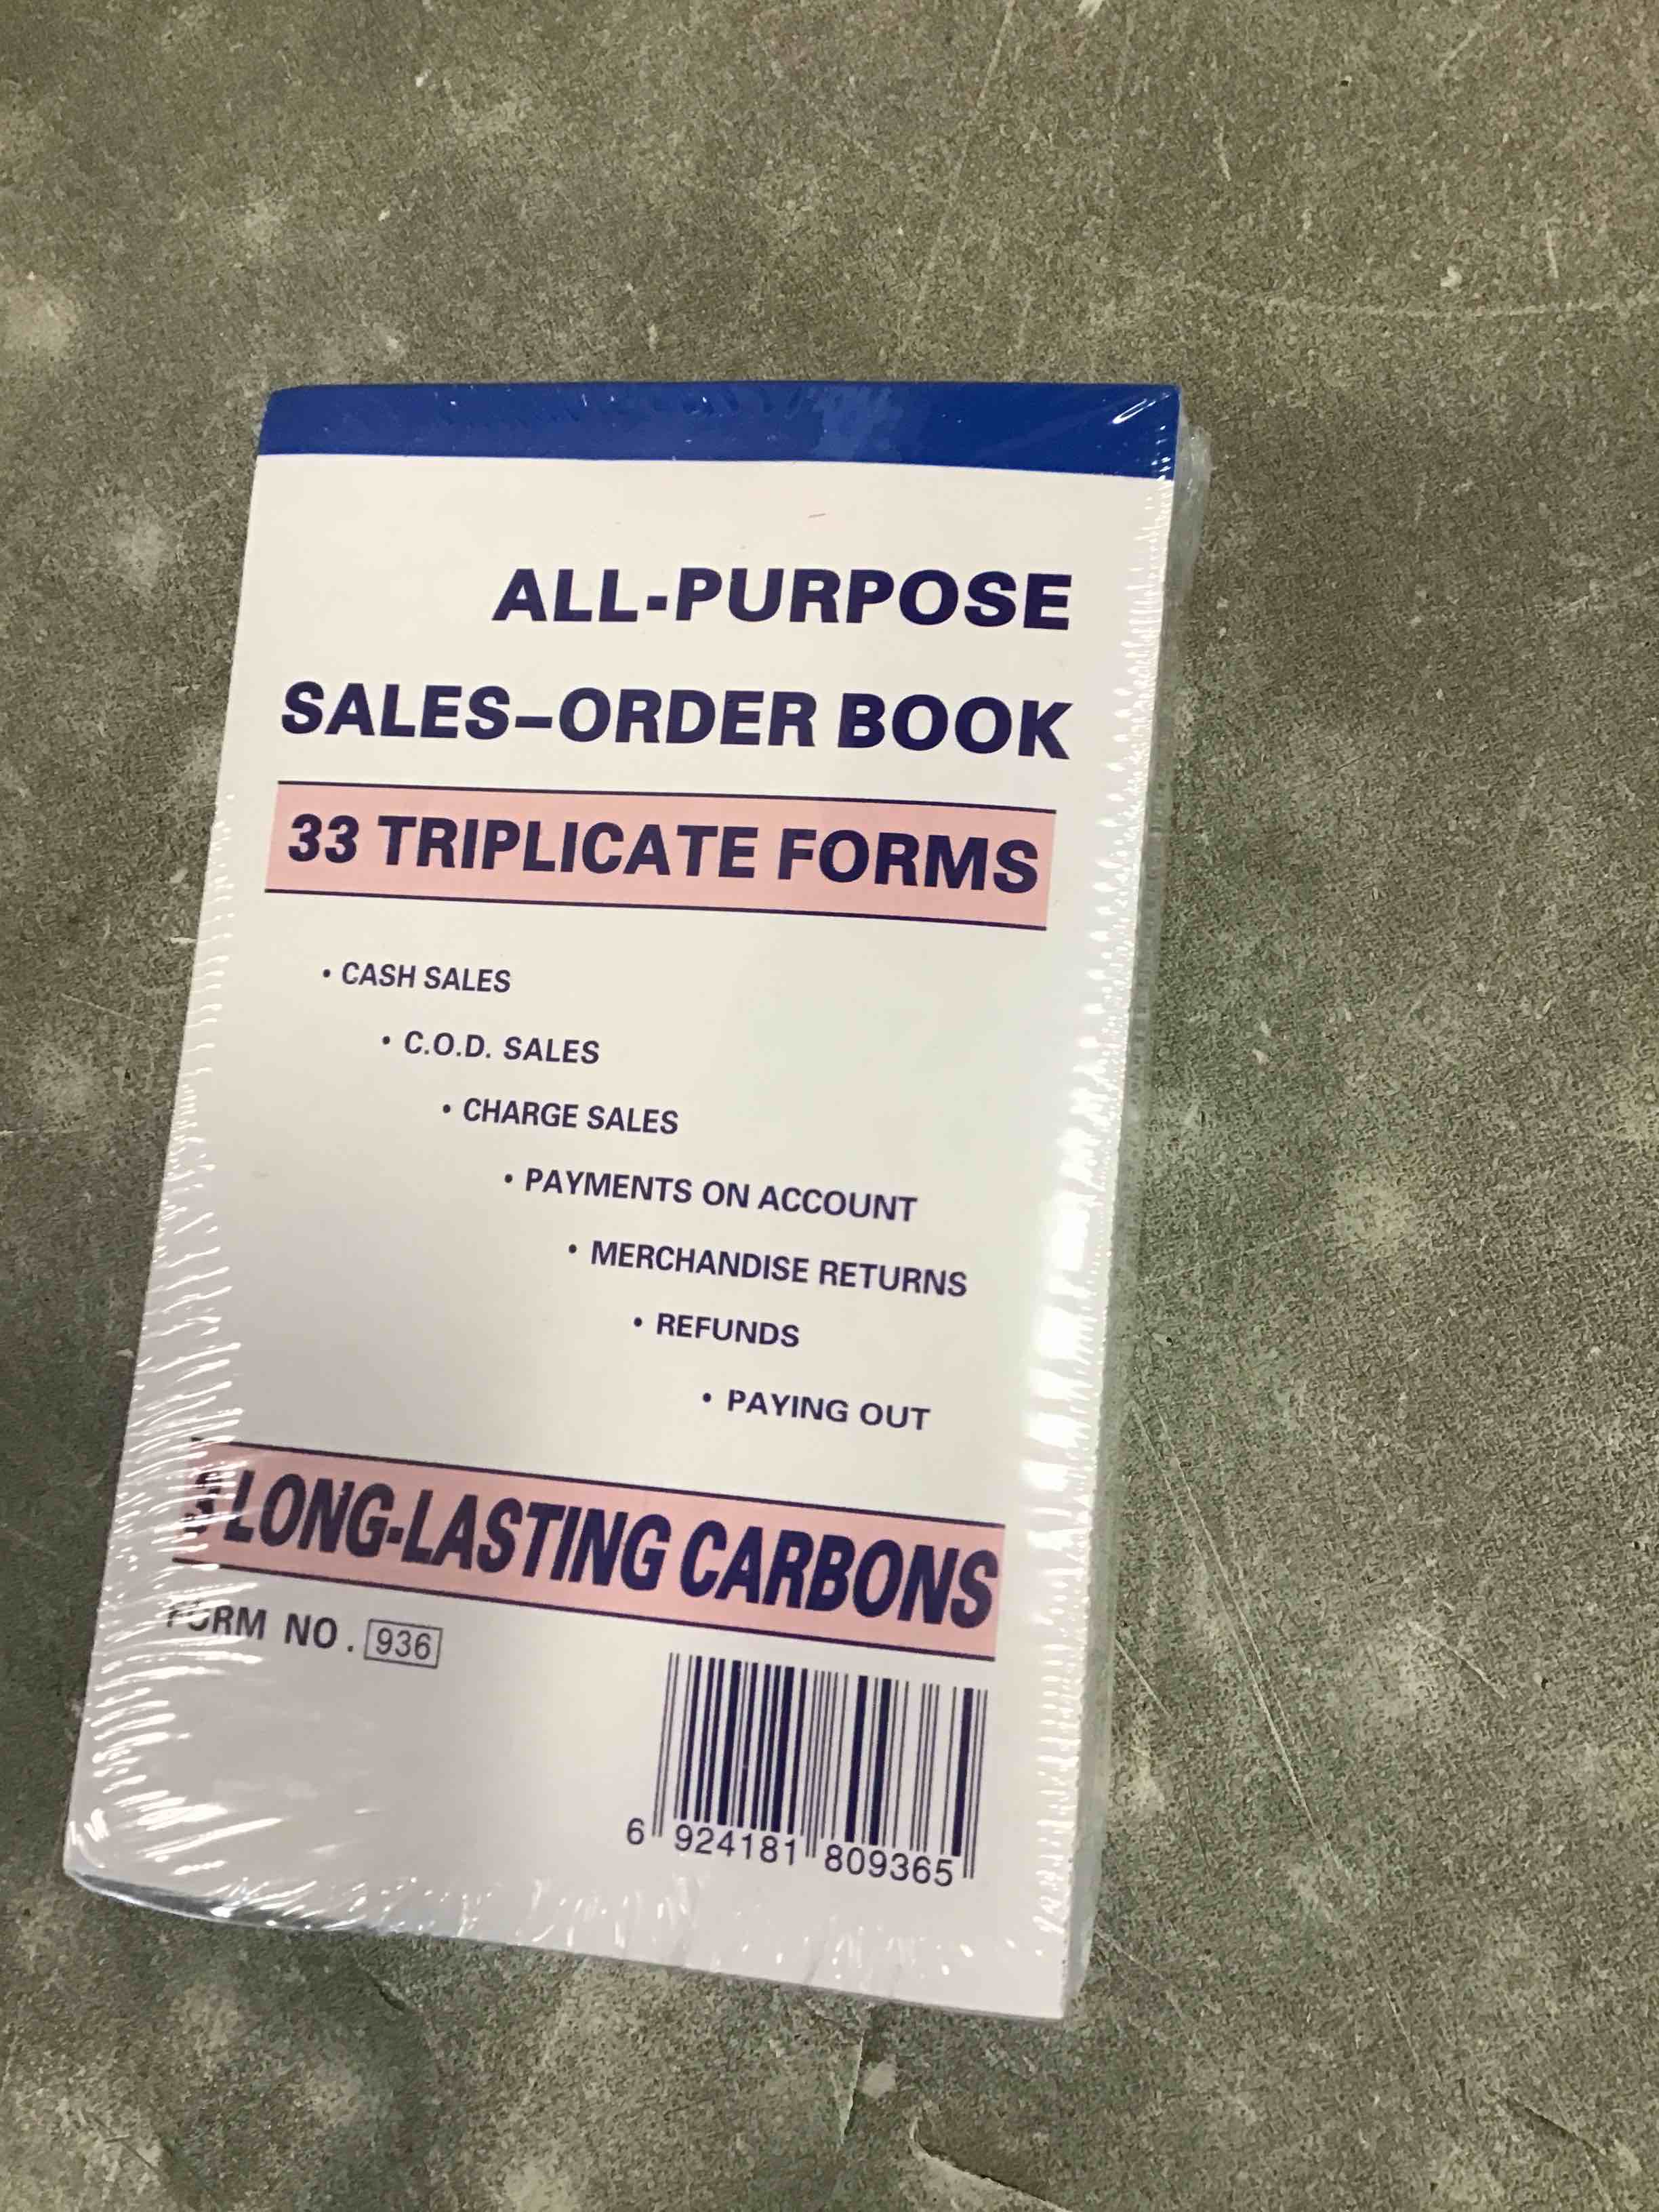 ALL-PURPOSE
SALES-ORDER BOOK
33 TRIPLICATE FORMS
• CASH SALES
• C.O.D. SALES
• CHARGE SALES
• PAYMENTS ON ACCOUNT
• MERCHANDISE RETURNS
• REFUNDS
• PAYING OUT
LONG-LASTING CARBONS
FORM NO. 936
6 924181 809365